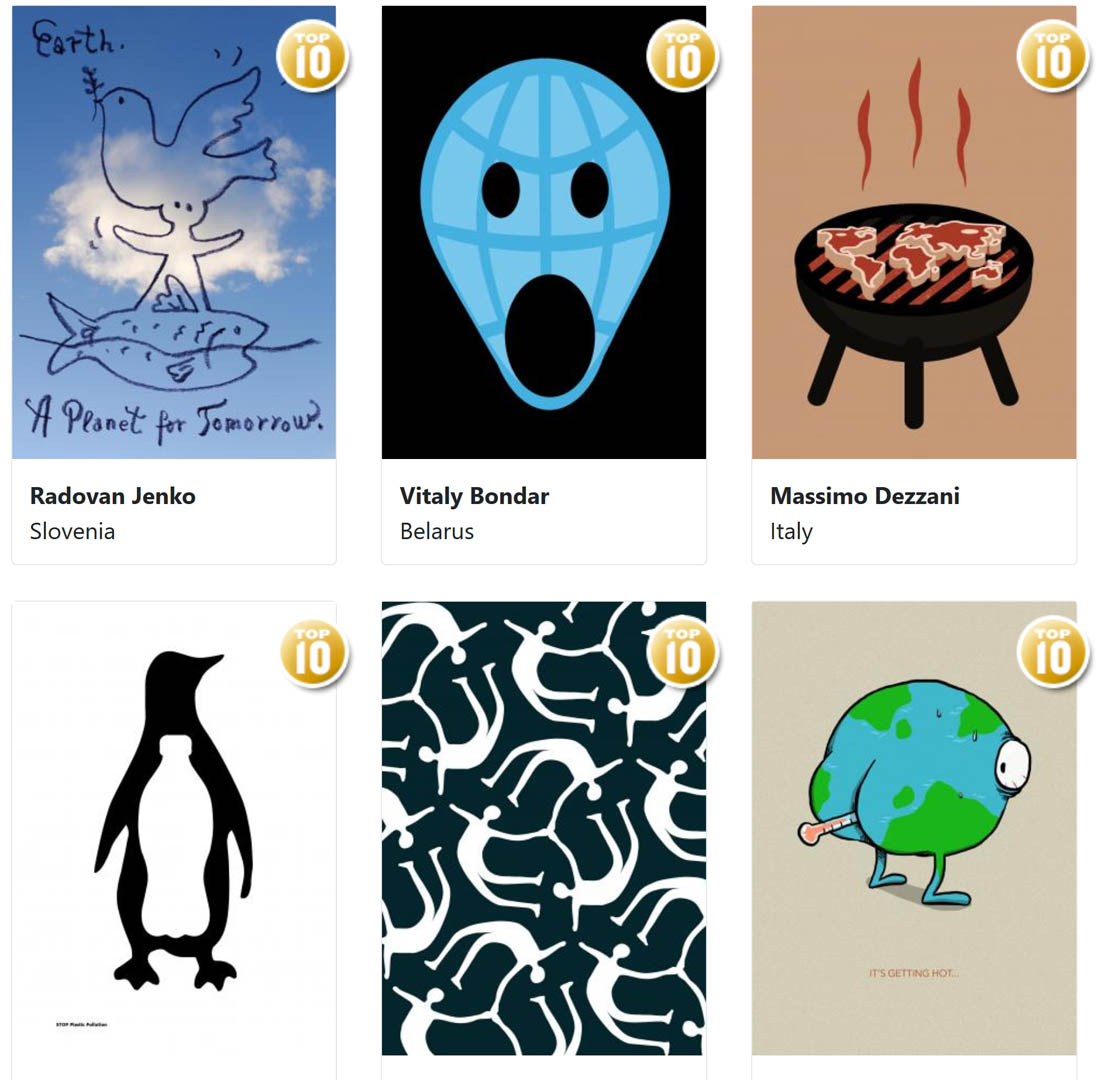 Earth.
TOP
10
TOP
10
TOP
10
A Planet for Tomorrow?.
Radovan Jenko
Slovenia
Vitaly Bondar
Belarus
Massimo Dezzani
Italy
TOP
10
TOP
10
TOP
10
IT'S GETTING HOT...
STOP Plastic Pollution